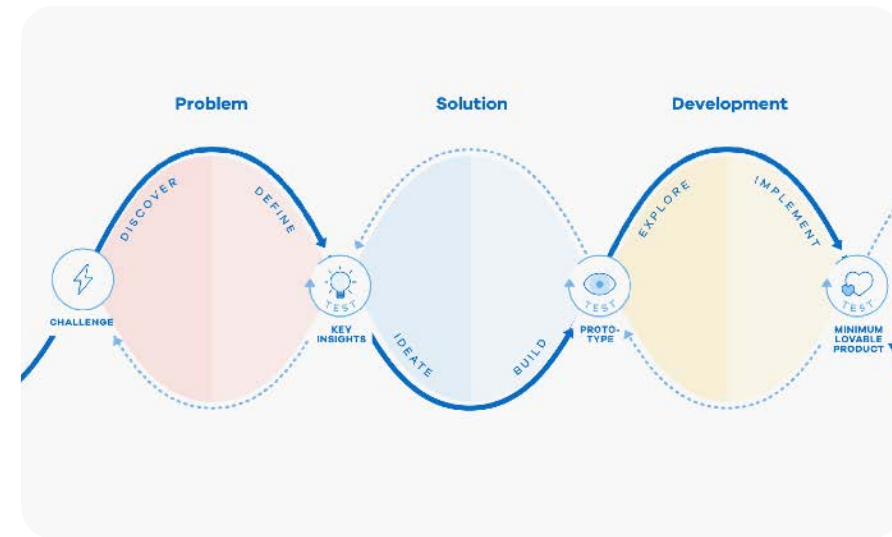 Problem
Solution
Development
DISCOVER
DEFINE
EXPLORE
IMPLEMENT
CHALLENGE
TEST
KEY
INSIGHTS
IDEATE
BUILD
TEST
PROTO-
TYPE
TEST
MINIMUM
LOVABLE
PRODUCT